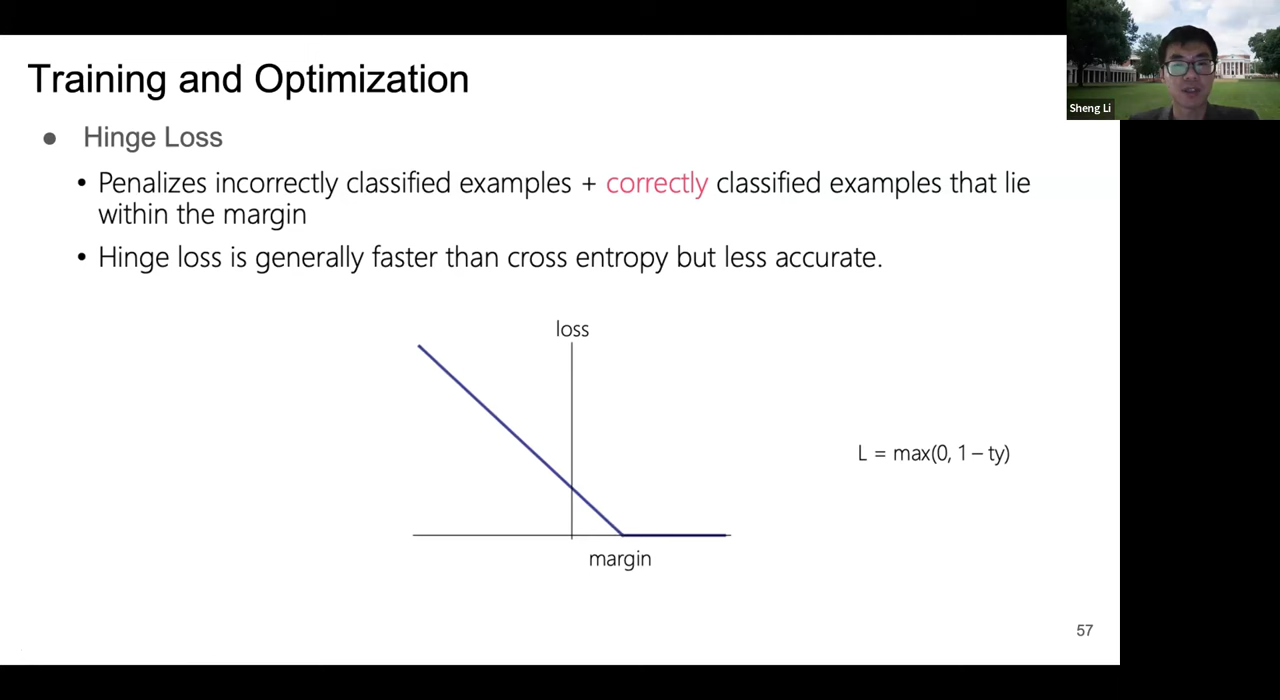 Training and Optimization
Sheng Li
● Hinge Loss
• Penalizes incorrectly classified examples + correctly classified examples that lie
within the margin
• Hinge loss is generally faster than cross entropy but less accurate.
loss
L = max(0, 1 – ty)
margin
57